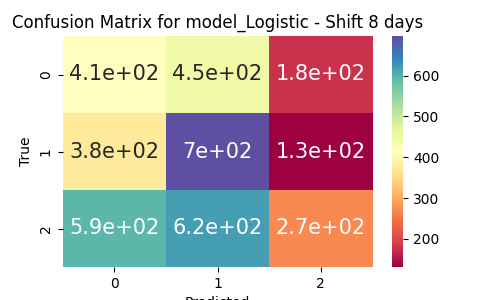 Confusion Matrix for model_Logistic - Shift 8 days
True
0
4.1e+02 4.5e+02 1.8e+02
1
3.8e+02 7e+02 1.3e+02
2
5.9e+02 6.2e+02 2.7e+02
0 1 2
Predicted
600
500
400
300
200